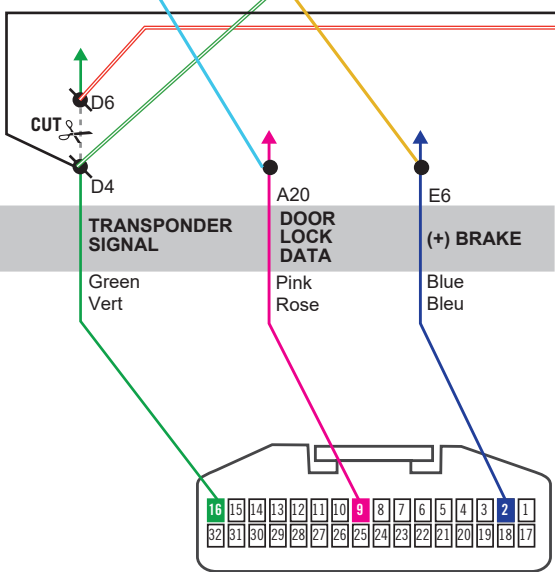 D6
CUT
D4
A20
E6
TRANSPONDER
SIGNAL
DOOR
LOCK
DATA
(+) BRAKE
Green
Vert
Pink
Rose
Blue
Bleu
16 15 14 13 12 11 10 9 8 7 6 5 4 3 2 1
32 31 30 29 28 27 26 25 24 23 22 21 20 19 18 17